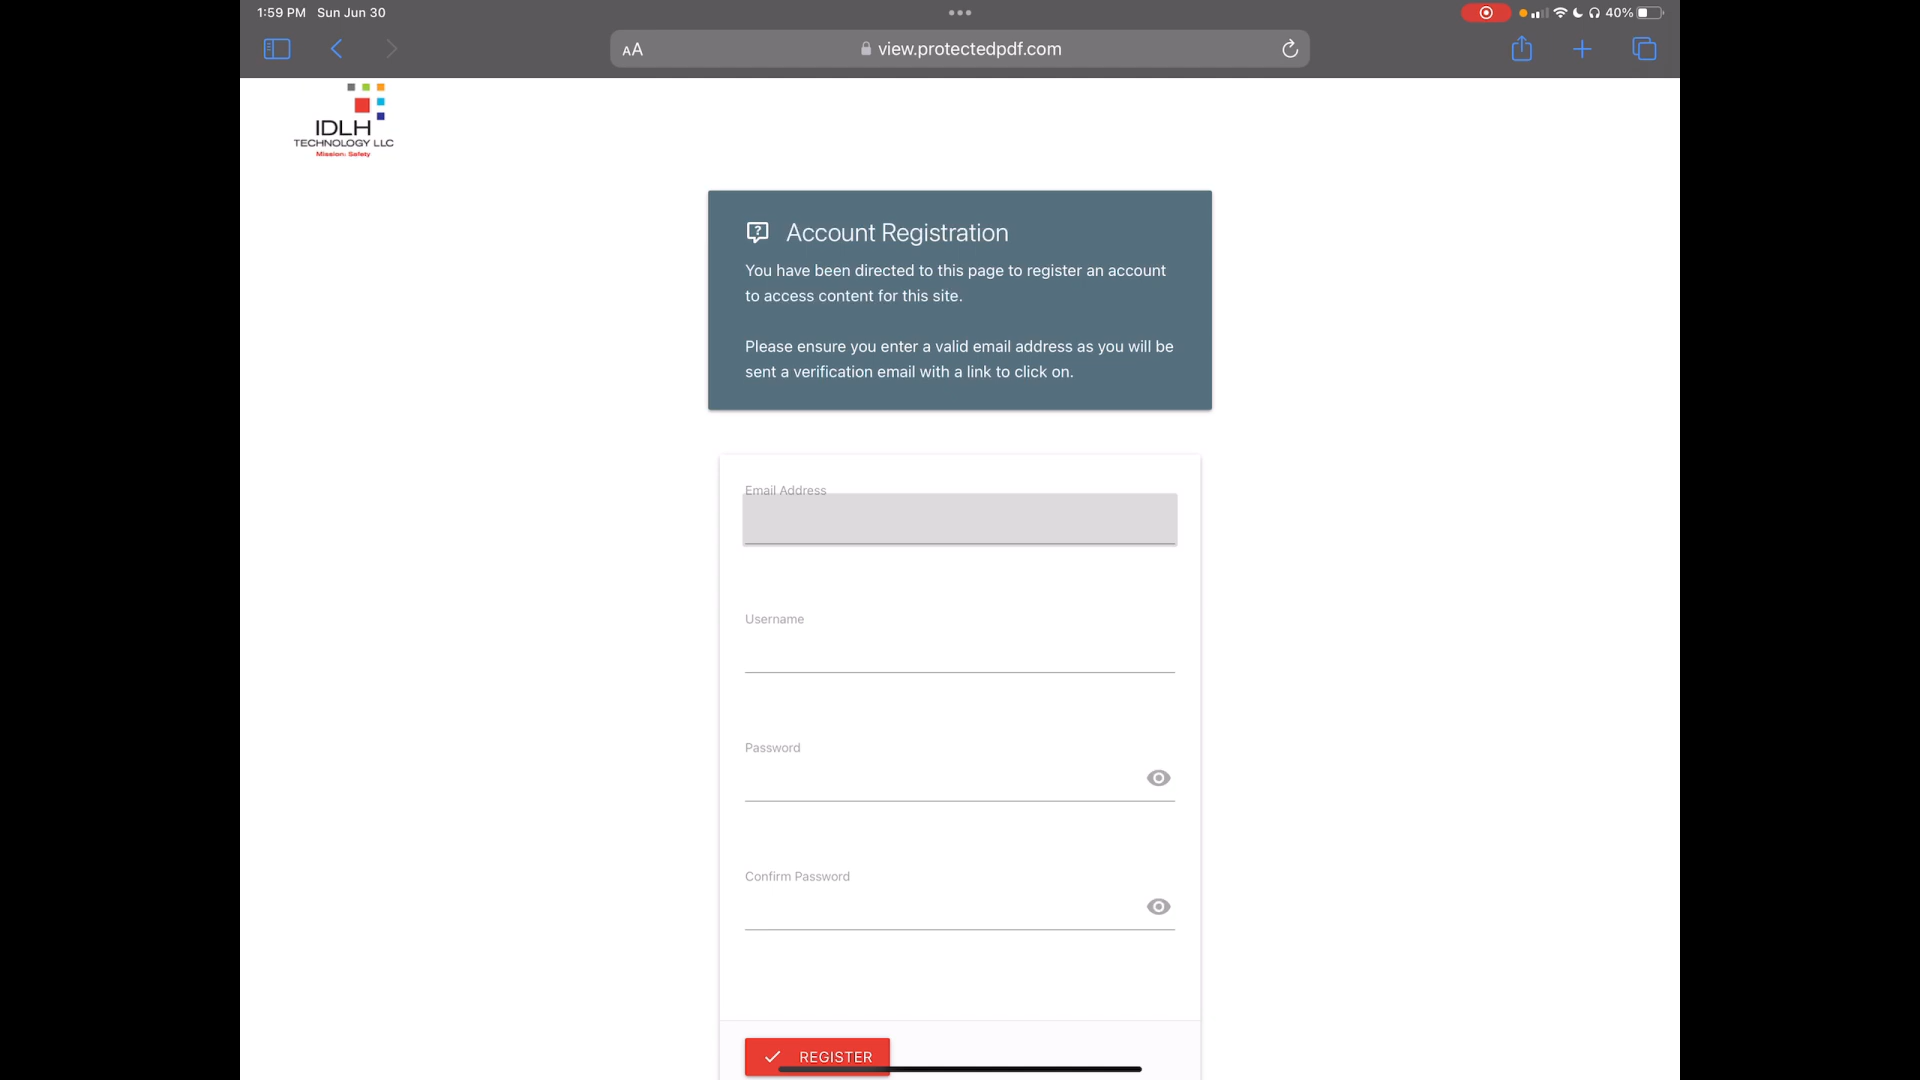 1:59 PM Sun Jun 30
40%
AA
view.protectedpdf.com
IDLH
TECHNOLOGY LLC
Mission: Safety
Account Registration
You have been directed to this page to register an account
to access content for this site.
Please ensure you enter a valid email address as you will be
sent a verification email with a link to click on.
Email Address
Username
Password
Confirm Password
REGISTER